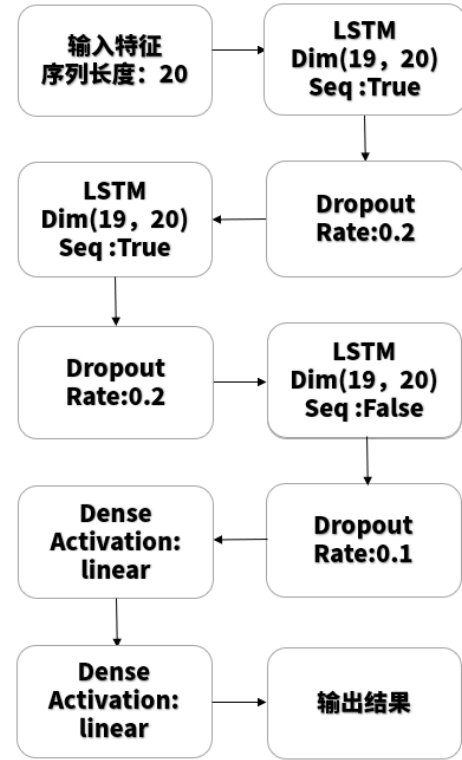 输入特征
序列长度：20
LSTM
Dim(19，20)
Seq :True
Dropout
Rate:0.2
LSTM
Dim(19，20)
Seq :True
Dropout
Rate:0.2
LSTM
Dim(19，20)
Seq :False
Dropout
Rate:0.1
Dense
Activation:
linear
Dense
Activation:
linear
输出结果